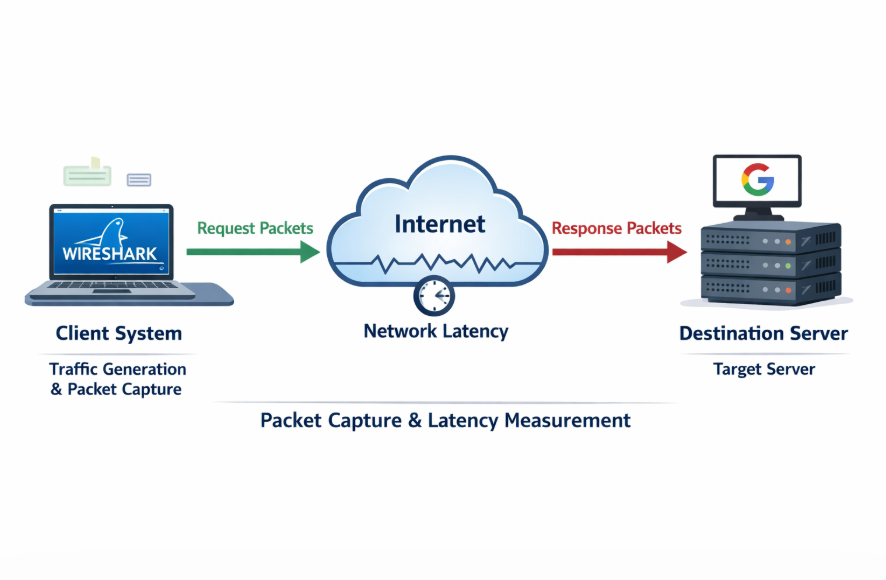 Request Packets
Internet
Response Packets
G
WIRESHARK
Client System
Network Latency
Destination Server
Traffic Generation
& Packet Capture
Target Server
Packet Capture & Latency Measurement